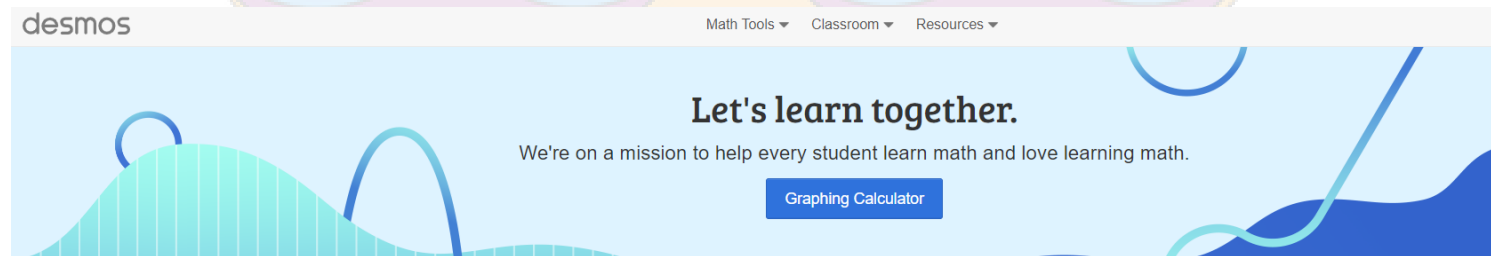 desmos
Math Tools Classroom Resources
Let's learn together.
We're on a mission to help every student learn math and love learning math.
Graphing Calculator